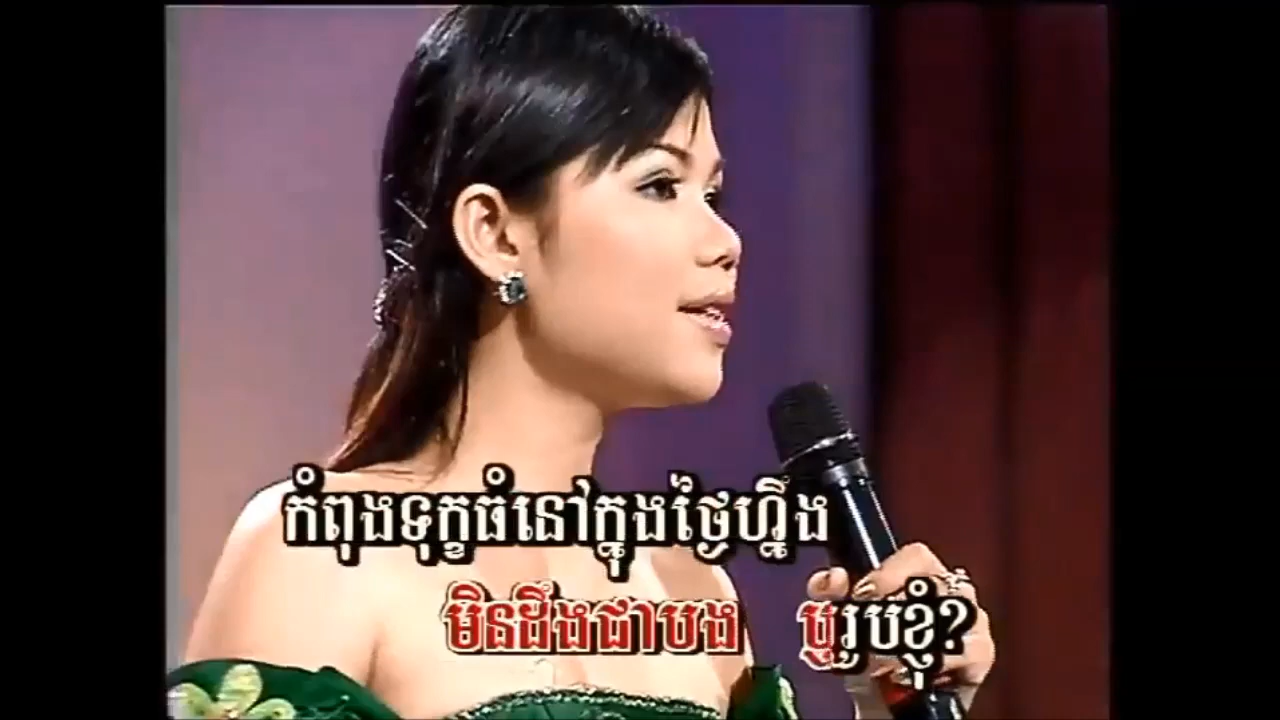 កំពុងទុក្ខធំនៅក្នុងថ្ងៃហ្នឹង
មិនដឹងជាបង ឬរូបខ្ញុំ?